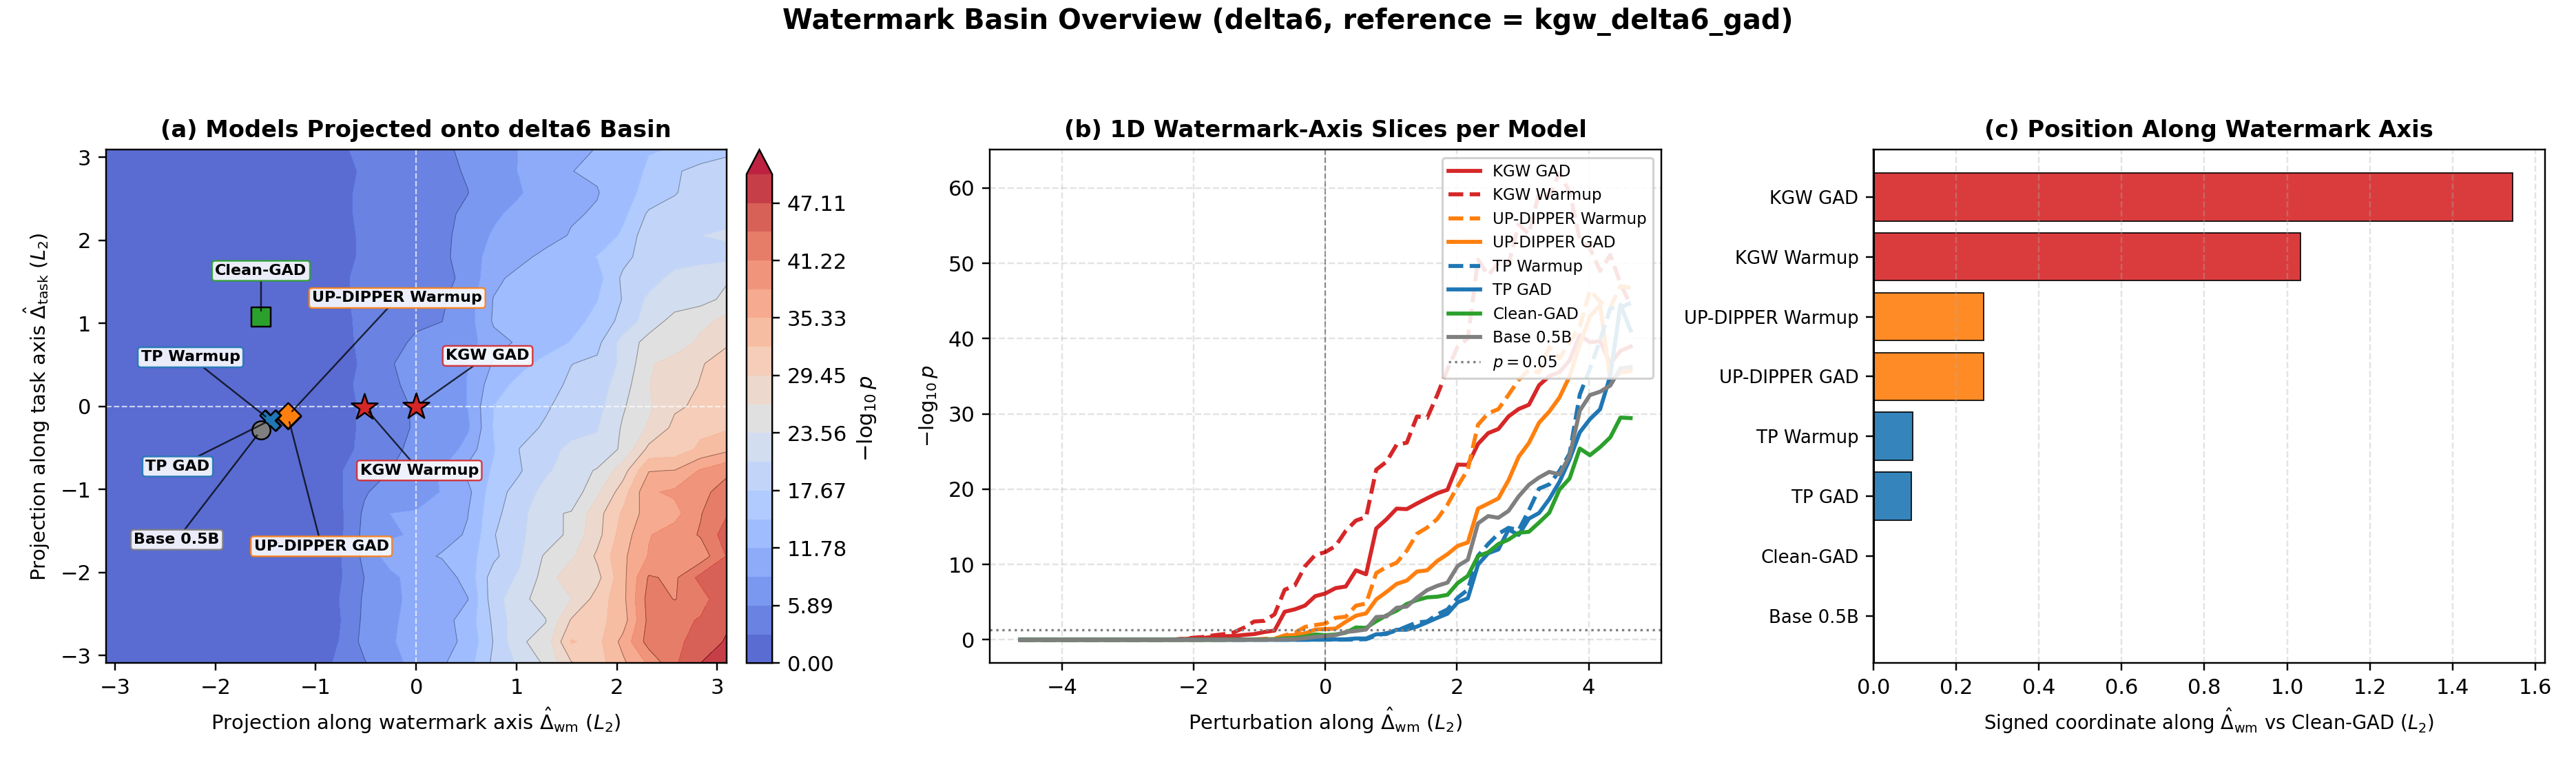 Watermark Basin Overview (delta6, reference = kgw_delta6_gad)
(a) Models Projected onto delta6 Basin
Projection along task axis Δ̂task (L2)
3
2
1
0
−1
−2
−3
Clean-GAD
UP-DIPPER Warmup
TP Warmup
KGW GAD
TP GAD
KGW Warmup
Base 0.5B
UP-DIPPER GAD
−3
−2
−1
0
1
2
3
Projection along watermark axis Δ̂wm (L2)
47.11
41.22
35.33
29.45
23.56
17.67
11.78
5.89
0.00
−log10 p
(b) 1D Watermark-Axis Slices per Model
−log10 p
60
50
40
30
20
10
0
KGW GAD
KGW Warmup
UP-DIPPER Warmup
UP-DIPPER GAD
TP Warmup
TP GAD
Clean-GAD
Base 0.5B
p = 0.05
−4
−2
0
2
4
Perturbation along Δ̂wm (L2)
(c) Position Along Watermark Axis
KGW GAD
KGW Warmup
UP-DIPPER Warmup
UP-DIPPER GAD
TP Warmup
TP GAD
Clean-GAD
Base 0.5B
0.0
0.2
0.4
0.6
0.8
1.0
1.2
1.4
1.6
Signed coordinate along Δ̂wm vs Clean-GAD (L2)